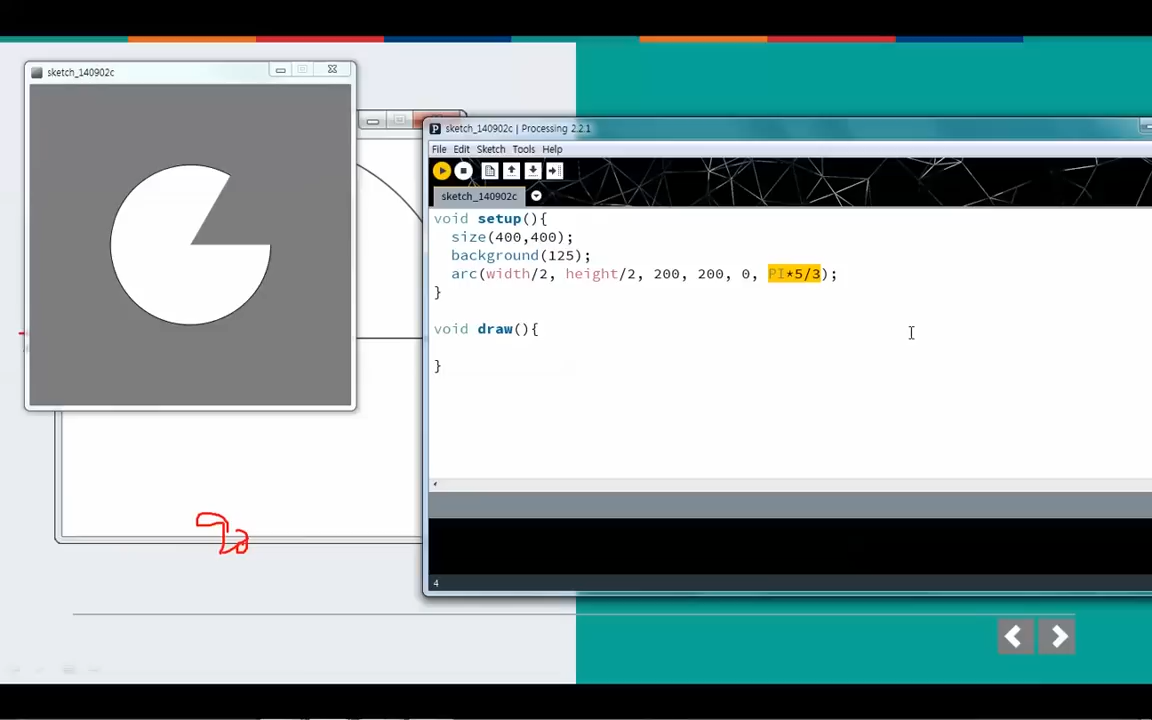 sketch_140902c
sketch_140902c | Processing 2.2.1
File Edit Sketch Tools Help
sketch_140902c
void setup(){
size(400,400);
background(125);
arc(width/2, height/2, 200, 200, 0, PI*5/3);
}
void draw(){
}
4